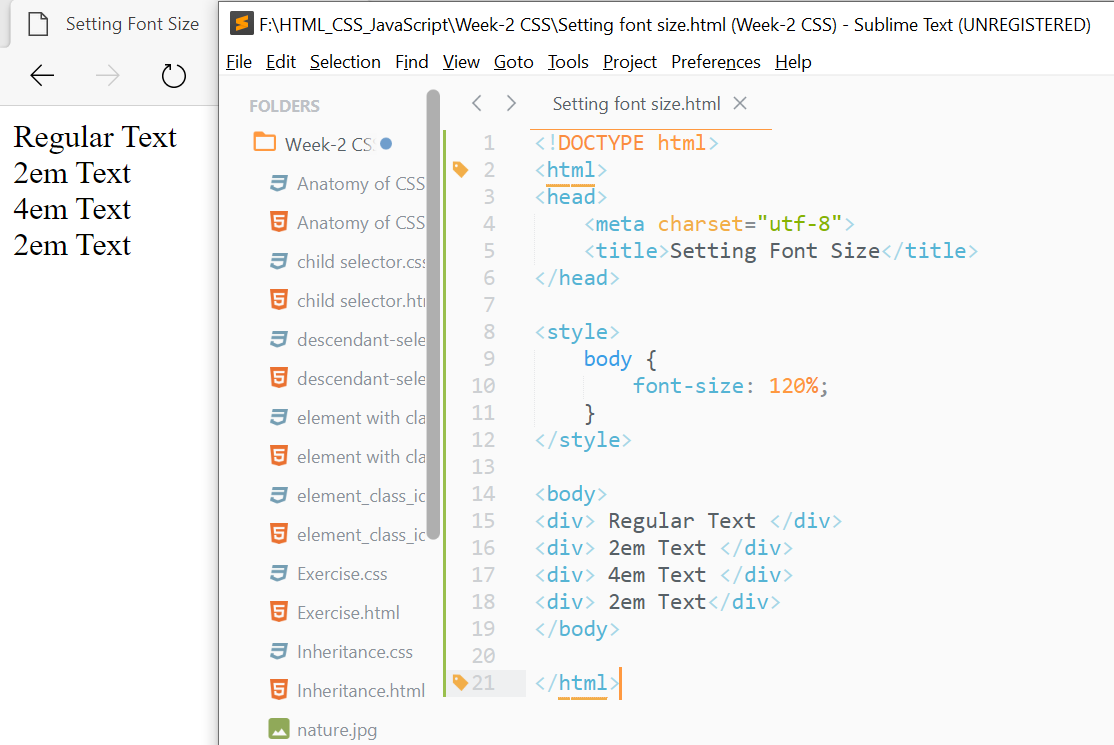 Setting Font Size
Regular Text
2em Text
4em Text
2em Text
F:\HTML_CSS_JavaScript\Week-2 CSS\Setting font size.html (Week-2 CSS) - Sublime Text (UNREGISTERED)
File Edit Selection Find View Goto Tools Project Preferences Help
FOLDERS
Week-2 CS
Anatomy of CSS
Anatomy of CSS
child selector.css
child selector.htm
descendant-sele
descendant-sele
element with cla
element with cla
element_class_ic
element_class_ic
Exercise.css
Exercise.html
Inheritance.css
Inheritance.html
nature.jpg
Setting font size.html
1 <!DOCTYPE html>
2 <html>
3 <head>
4 <meta charset="utf-8">
5 <title>Setting Font Size</title>
6 </head>
7
8 <style>
9 body {
10 font-size: 120%;
11 }
12 </style>
13
14 <body>
15 <div> Regular Text </div>
16 <div> 2em Text </div>
17 <div> 4em Text </div>
18 <div> 2em Text</div>
19 </body>
20
21 </html>